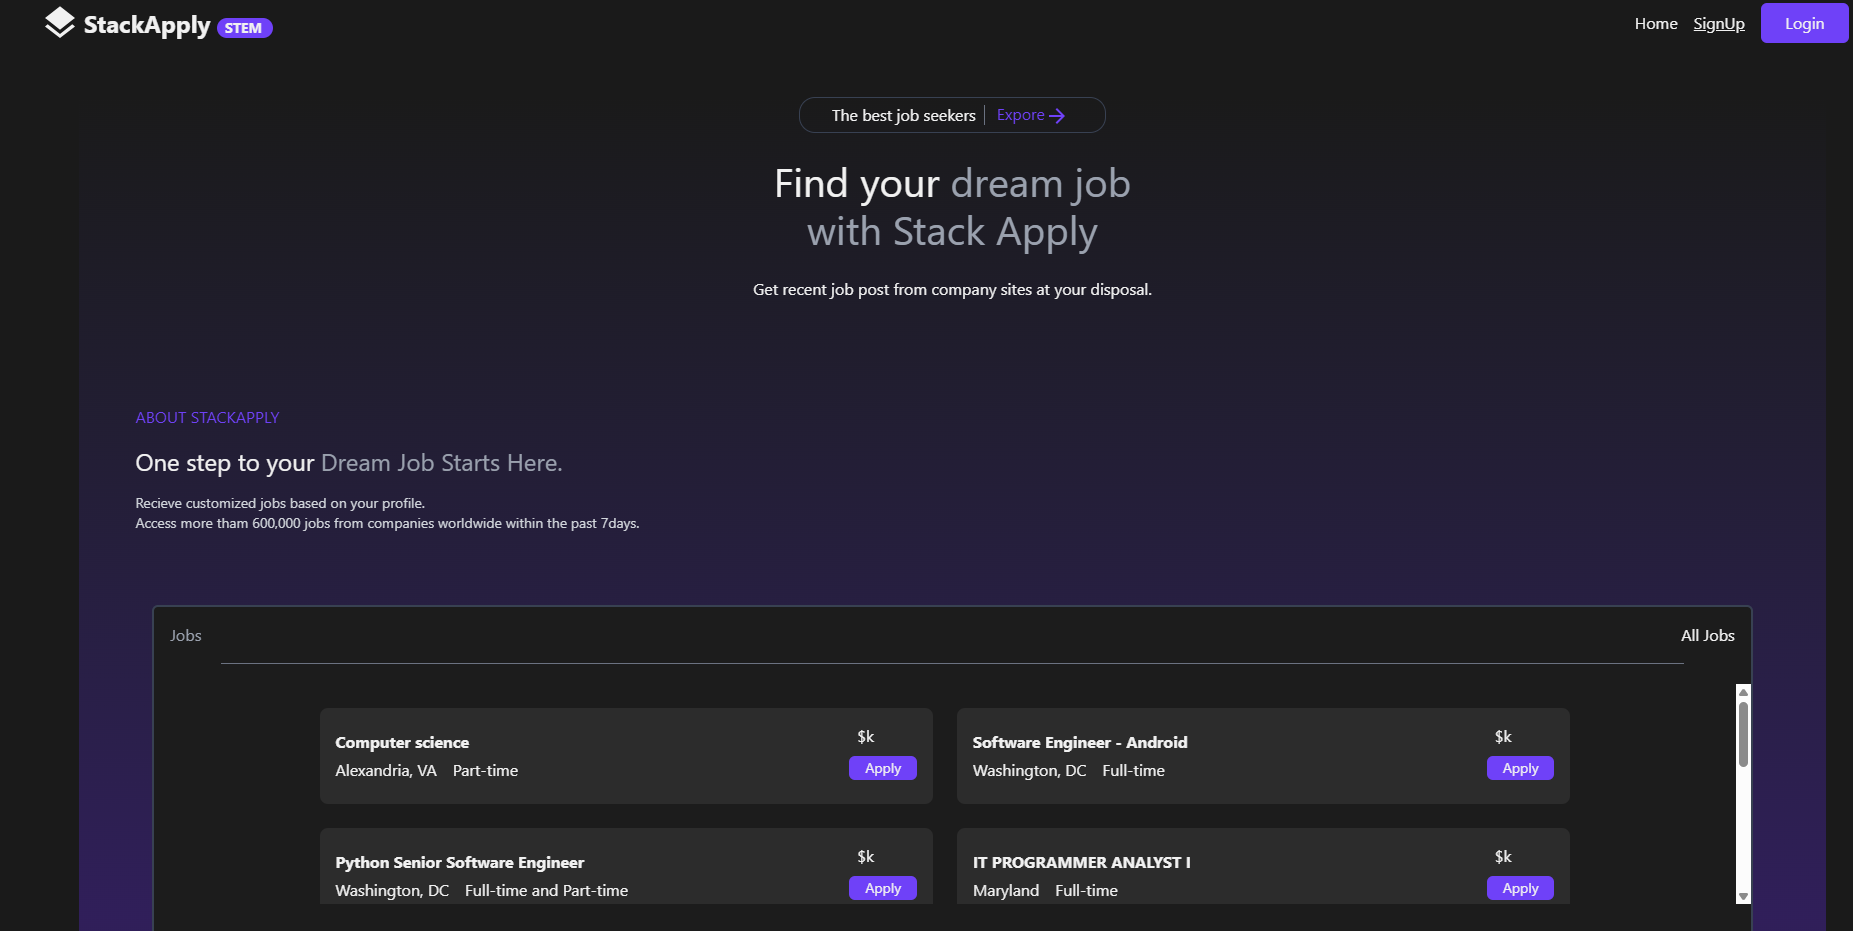 StackApply STEM
Home SignUp Login
The best job seekers Expore
Find your dream job
with Stack Apply
Get recent job post from company sites at your disposal.
ABOUT STACKAPPLY
One step to your Dream Job Starts Here.
Recieve customized jobs based on your profile.
Access more tham 600,000 jobs from companies worldwide within the past 7days.
Jobs All Jobs
Computer science $k
Alexandria, VA Part-time Apply
Software Engineer - Android $k
Washington, DC Full-time Apply
Python Senior Software Engineer $k
Washington, DC Full-time and Part-time Apply
IT PROGRAMMER ANALYST I $k
Maryland Full-time Apply